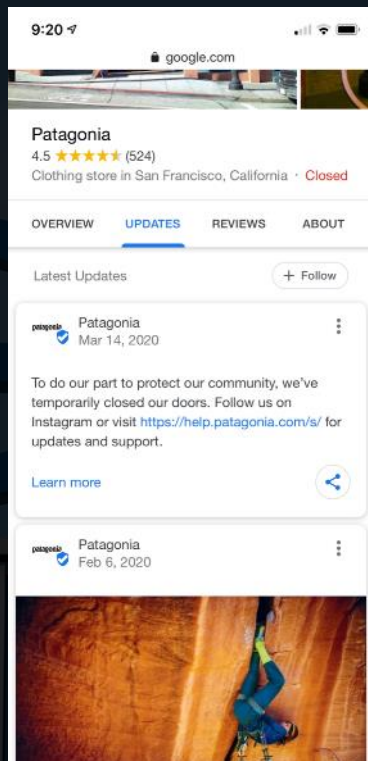 9:20
google.com
Patagonia
4.5 ★★★★★ (524)
Clothing store in San Francisco, California · Closed
OVERVIEW UPDATES REVIEWS ABOUT
Latest Updates + Follow
patagonia Patagonia
Mar 14, 2020
To do our part to protect our community, we've
temporarily closed our doors. Follow us on
Instagram or visit https://help.patagonia.com/s/ for
updates and support.
Learn more
patagonia Patagonia
Feb 6, 2020